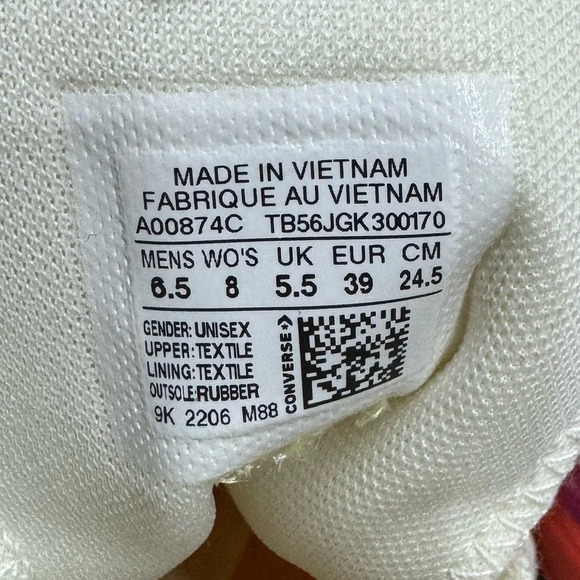 MADE IN VIETNAM
FABRIQUE AU VIETNAM
A00874C TB56JGK300170
MENS WO'S UK EUR CM
6.5 8 5.5 39 24.5
GENDER: UNISEX
UPPER: TEXTILE
LINING: TEXTILE
OUTSOLE: RUBBER
9K 2206 M88
CONVERSE